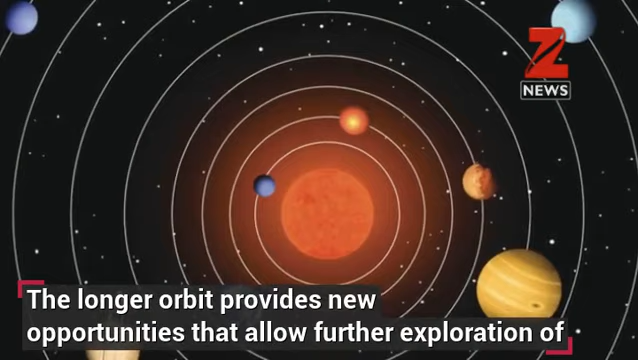 Z
NEWS
The longer orbit provides new
opportunities that allow further exploration of